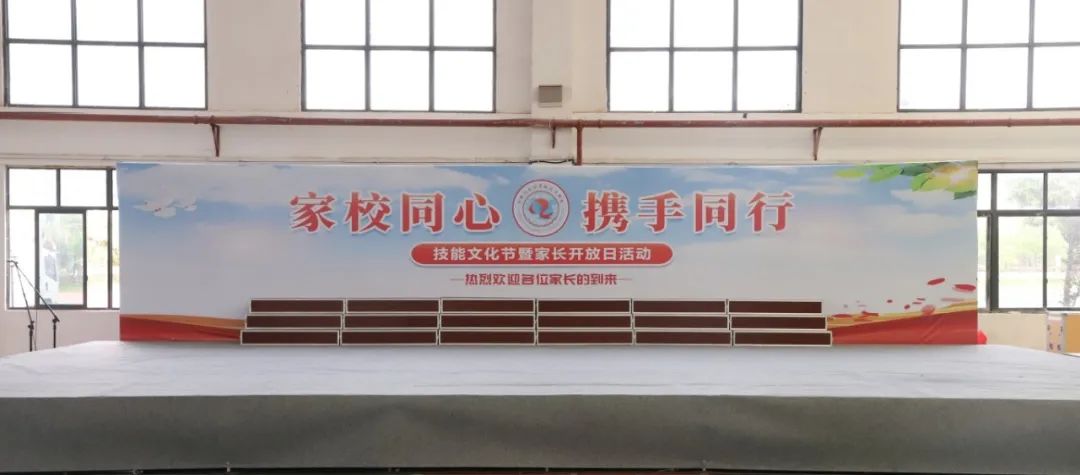 家校同心 携手同行
技能文化节暨家长开放日活动
热烈欢迎各位家长的到来